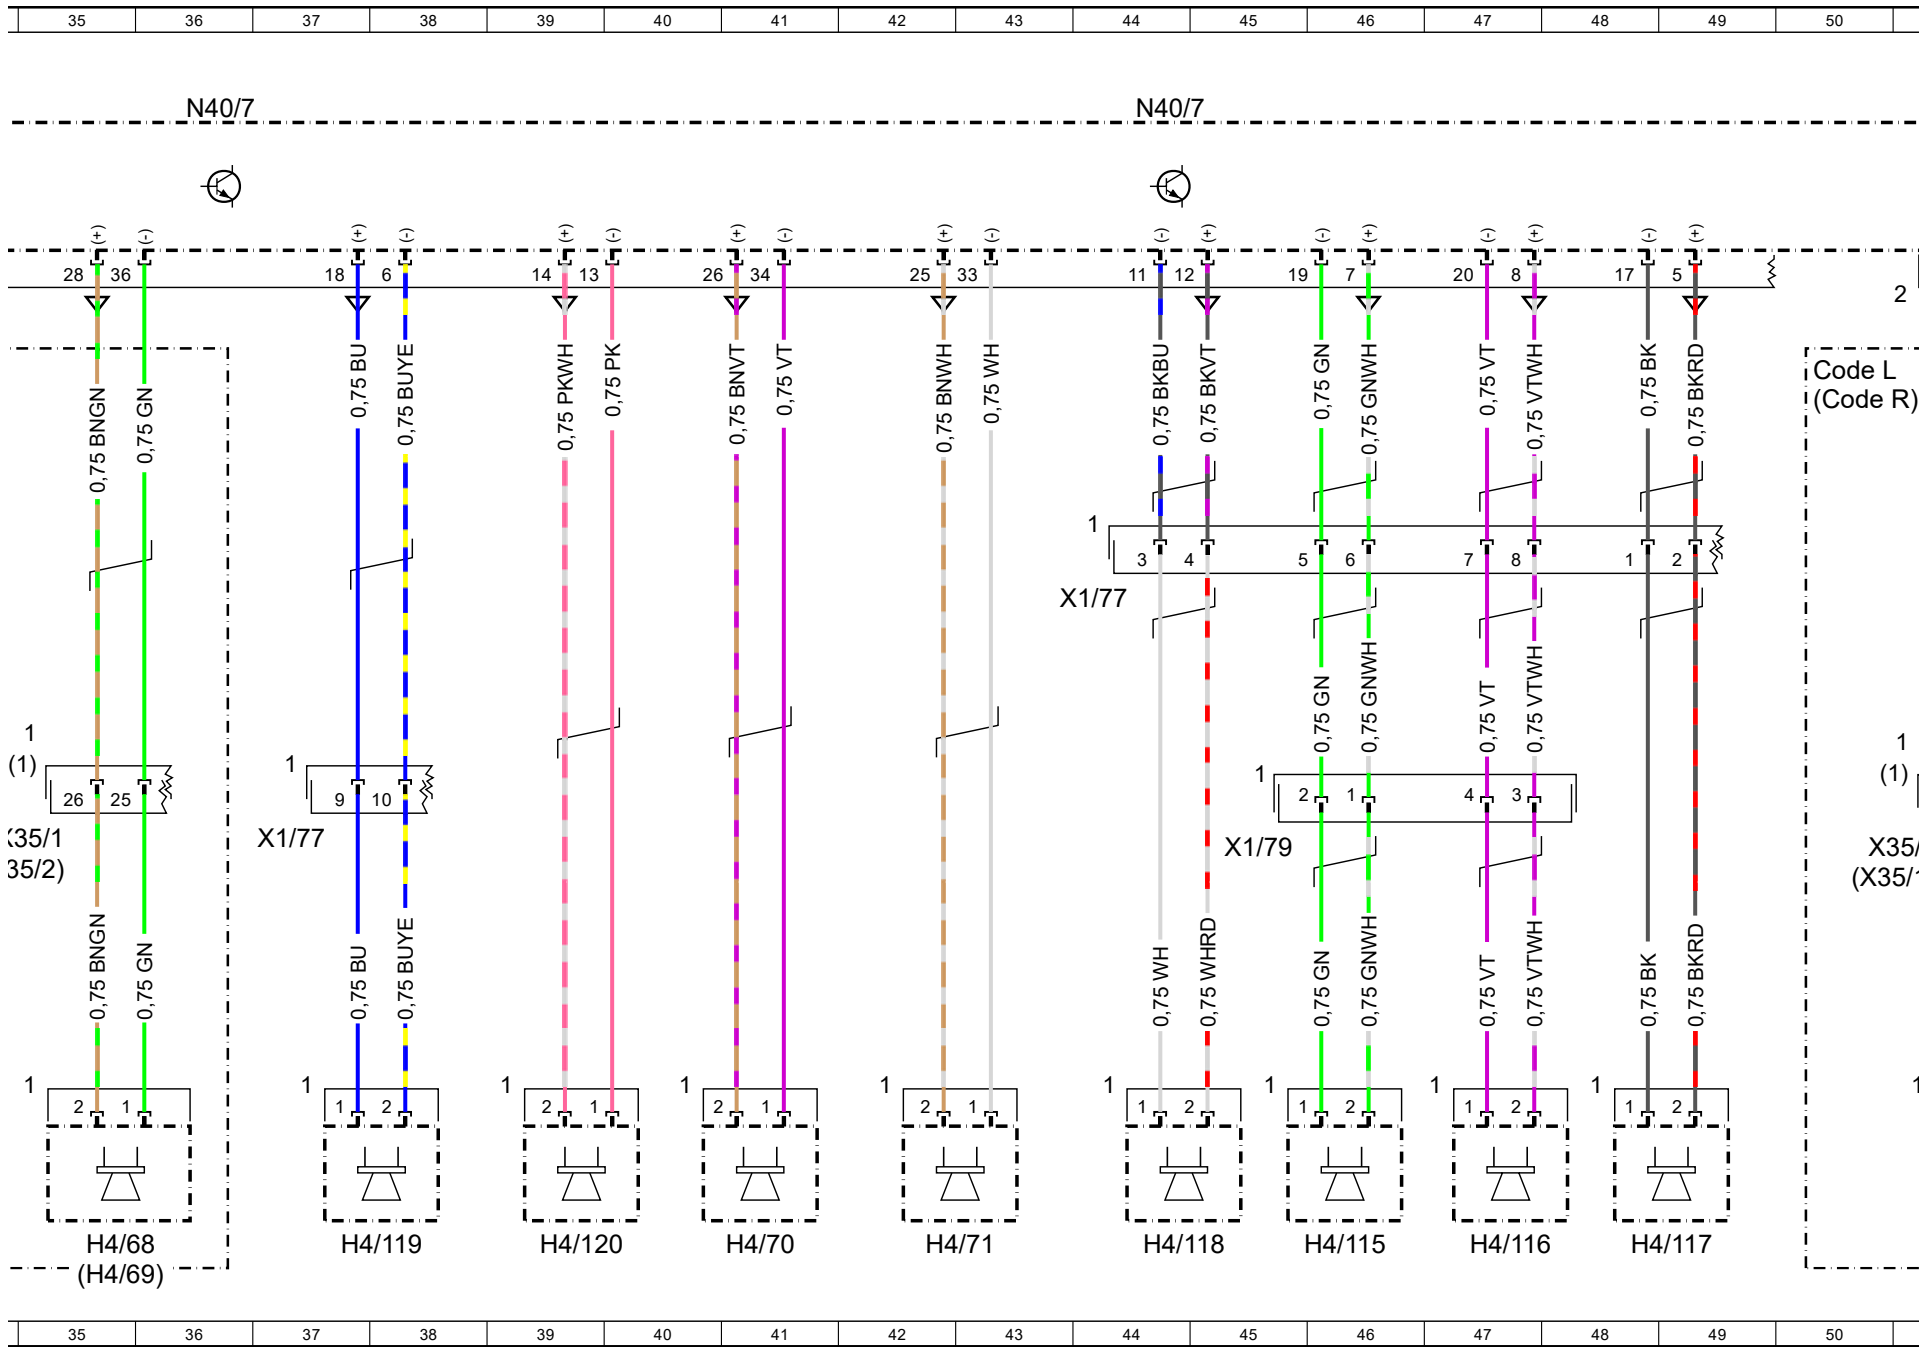 35 36 37 38 39 40 41 42 43 44 45 46 47 48 49 50
N40/7 N40/7
(+) (-) (+) (-) (+) (-) (+) (-) (+) (-) (-) (+) (-) (+) (-) (+) (-) (+)
28 36 18 6 14 13 26 34 25 33 11 12 19 7 20 8 17 5
2
0,75 BNGN
0,75 GN
0,75 BU
0,75 BUYE
0,75 PKWH
0,75 PK
0,75 BNVT
0,75 VT
0,75 BNWH
0,75 WH
0,75 BKBU
0,75 BKVT
0,75 GN
0,75 GNWH
0,75 VT
0,75 VTWH
0,75 BK
0,75 BKRD
Code L
(Code R)
1
3 4 5 6 7 8 1 2
X1/77
0,75 GN
0,75 GNWH
0,75 VT
0,75 VTWH
1
(1)
26 25
X35/1
35/2)
1
9 10
X1/77
1
2 1 4 3
X1/79
1
(1)
X35/
(X35/1
0,75 BNGN
0,75 GN
0,75 BU
0,75 BUYE
0,75 WH
0,75 WHRD
0,75 GN
0,75 GNWH
0,75 VT
0,75 VTWH
0,75 BK
0,75 BKRD
1 1 1 1 1 1 1 1 1 1
2 1 1 2 2 1 2 1 2 1 1 2 1 2 1 2 1 2
H4/68 H4/119 H4/120 H4/70 H4/71 H4/118 H4/115 H4/116 H4/117
(H4/69)
35 36 37 38 39 40 41 42 43 44 45 46 47 48 49 50